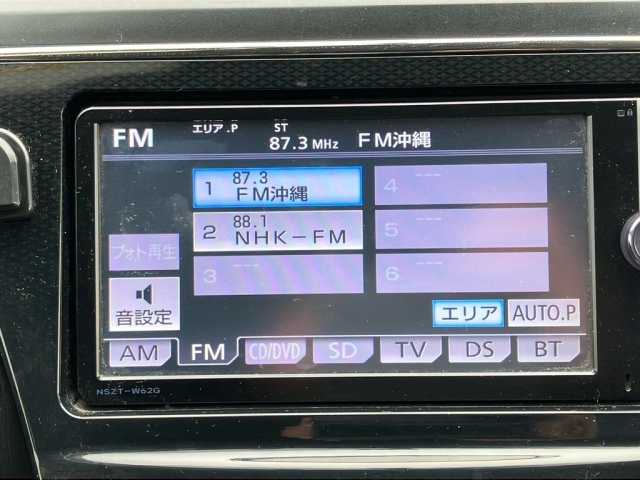 FM エリア.P ST 87.3 MHz FM沖縄
1 87.3 FM沖縄
4 ---
2 88.1 NHK-FM
5 ---
3 ---
6 ---
フォト再生
音設定
エリア AUTO.P
AM FM CD/DVD SD TV DS BT
NSZT-W62G